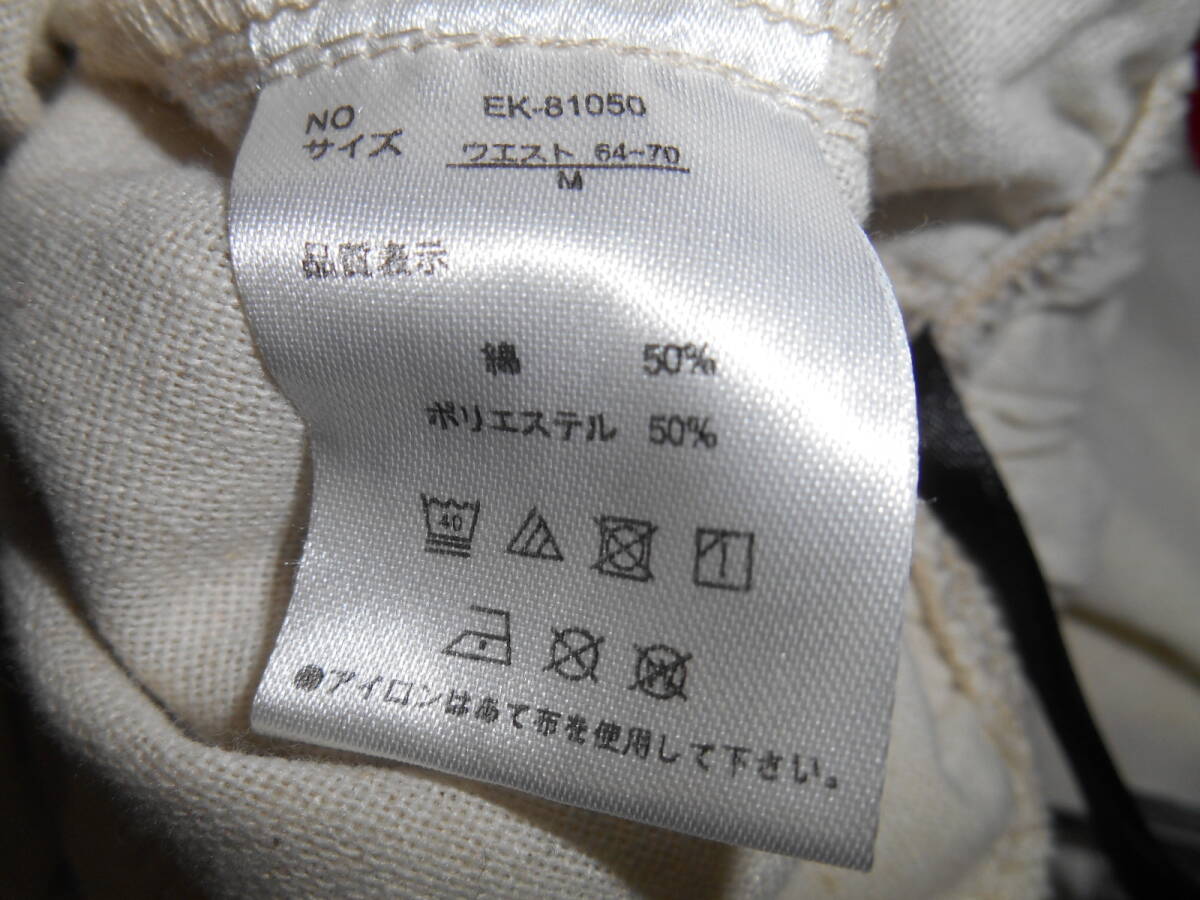 NO EK-81050
サイズ ウエスト 64-70
M
品質表示
綿 50%
ポリエステル 50%
40
●アイロンはあて布を使用して下さい。